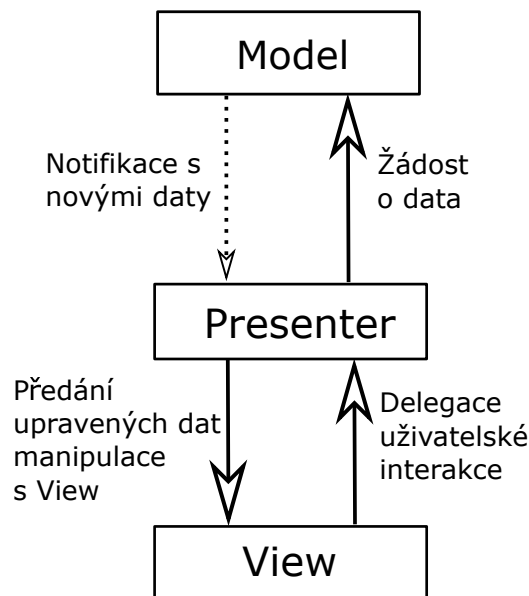 Model
Notifikace s
novými daty
Žádost
o data
Presenter
Předání
upravených dat
manipulace
s View
Delegace
uživatelské
interakce
View